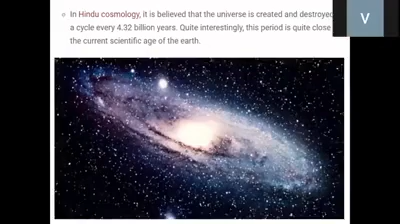 In Hindu cosmology, it is believed that the universe is created and destroyed
a cycle every 4.32 billion years. Quite interestingly, this period is quite close
the current scientific age of the earth.
V